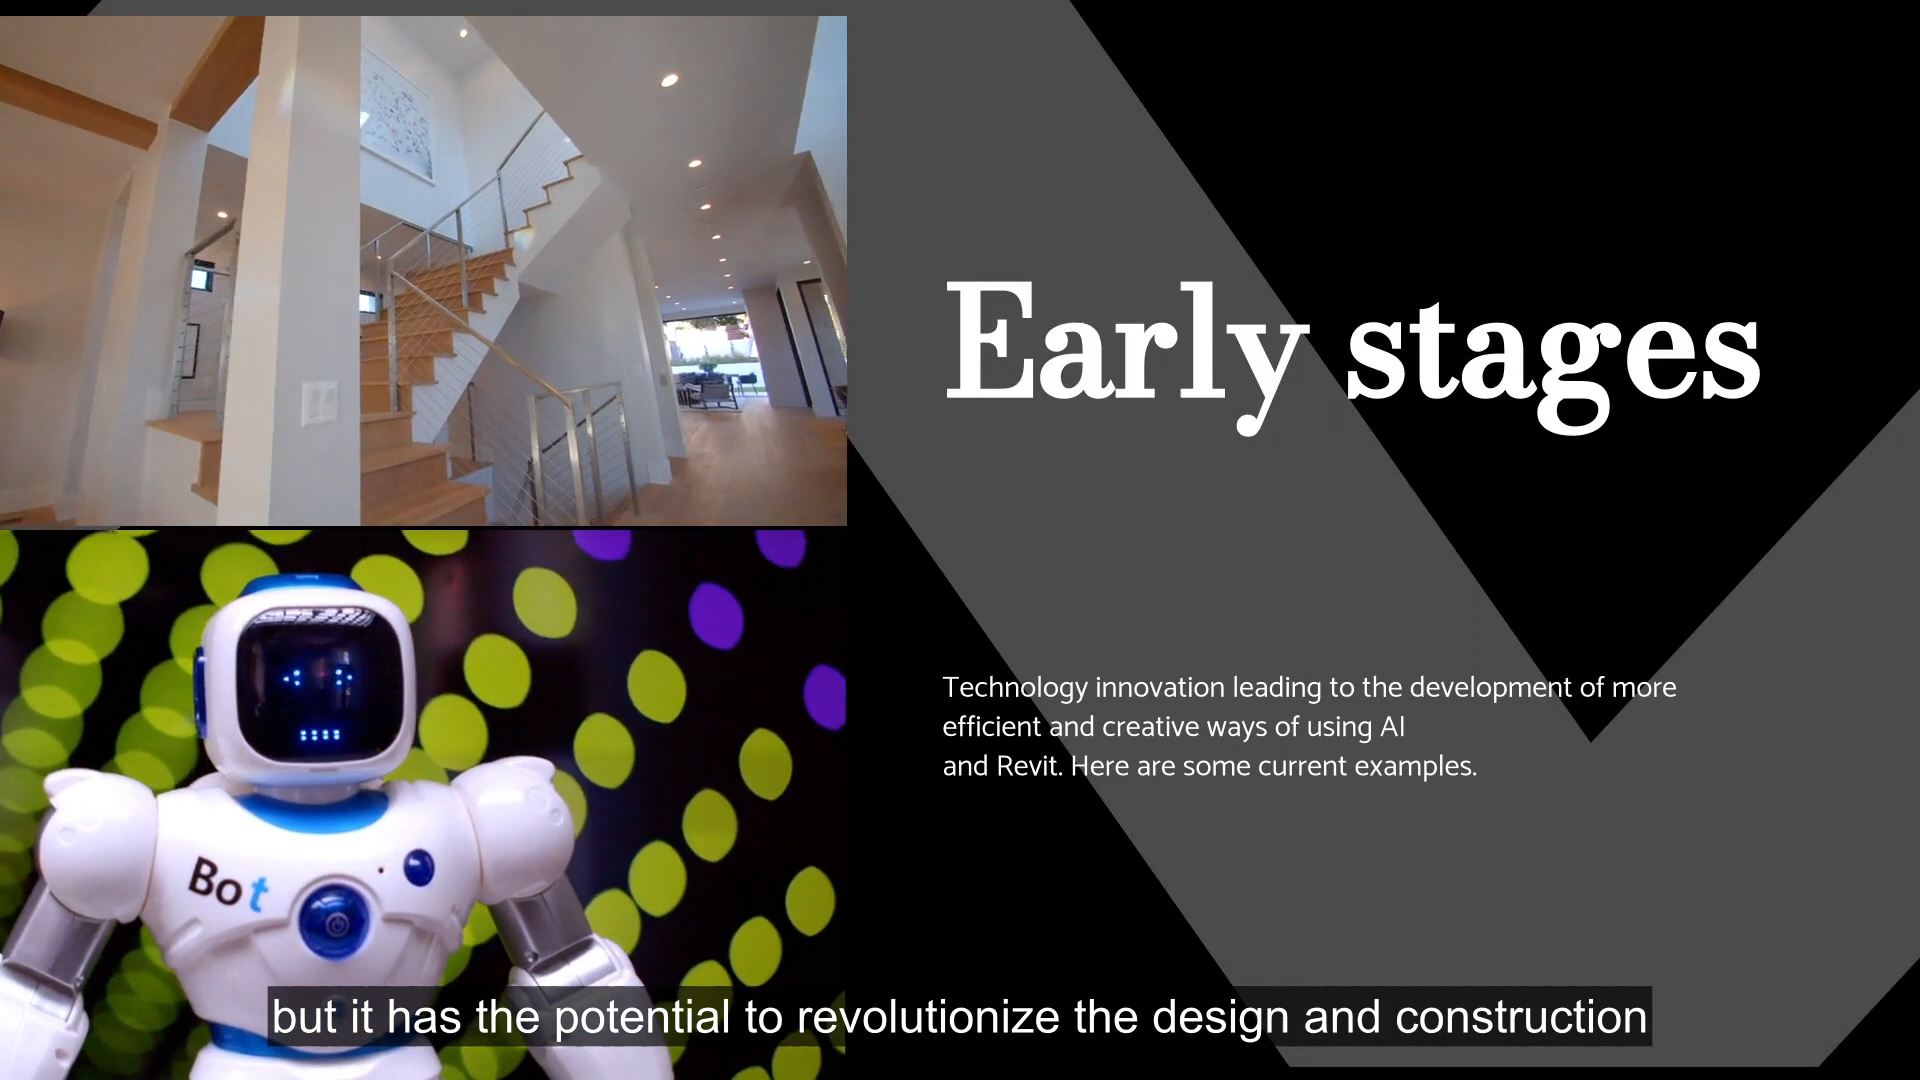 Early stages
Technology innovation leading to the development of more
efficient and creative ways of using AI
and Revit. Here are some current examples.
Bot
but it has the potential to revolutionize the design and construction